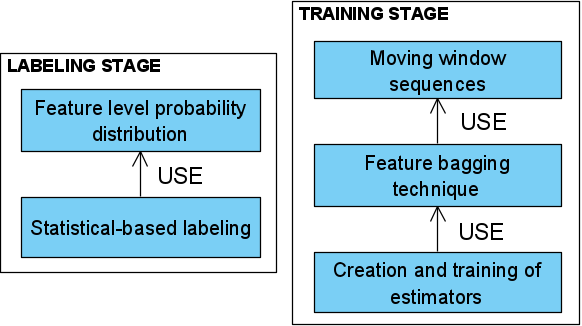 LABELING STAGE
Feature level probability
distribution
USE
Statistical-based labeling
TRAINING STAGE
Moving window
sequences
USE
Feature bagging
technique
USE
Creation and training of
estimators